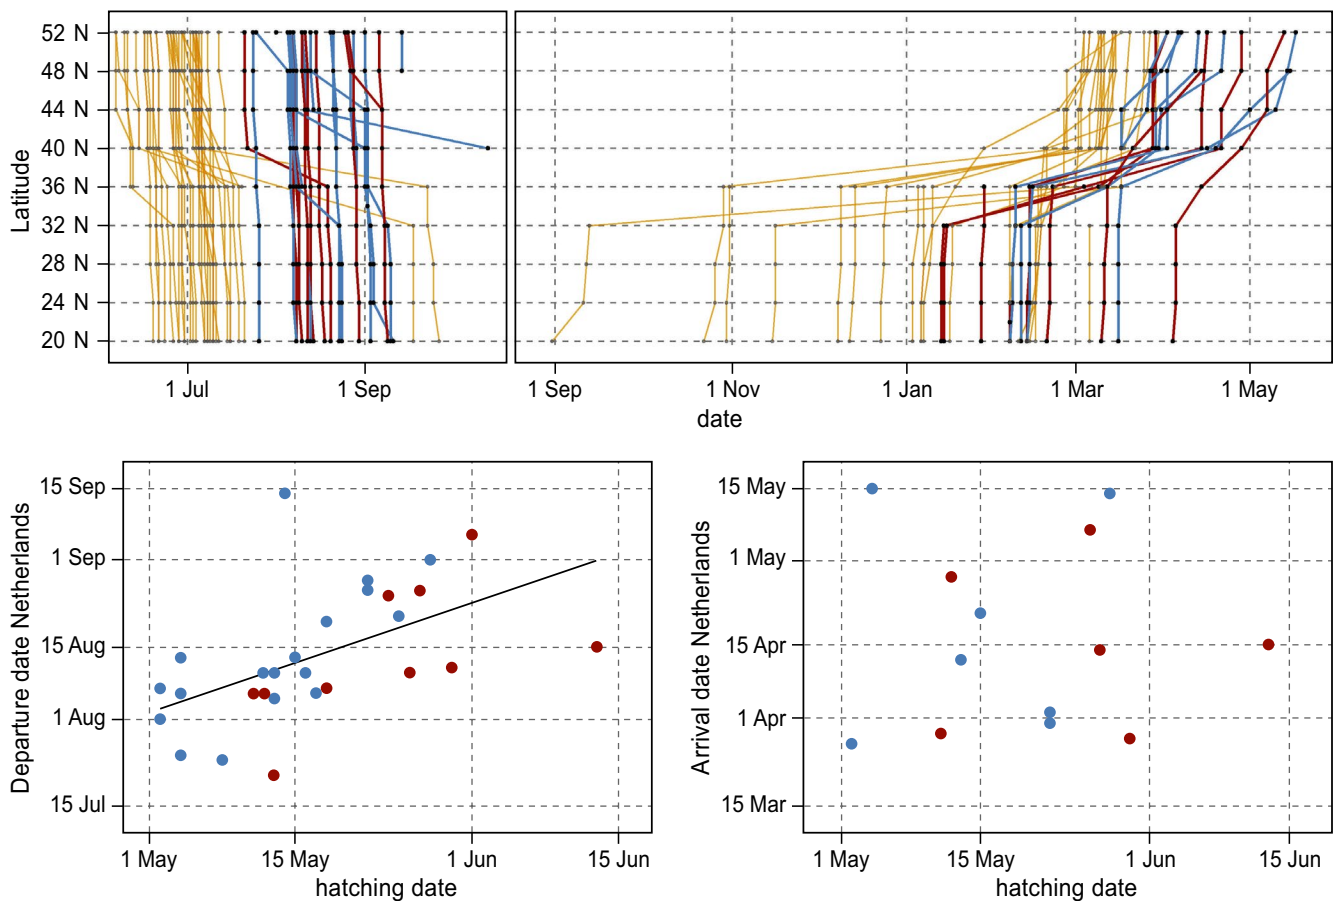 52 N
48 N
44 N
40 N
36 N
32 N
28 N
24 N
20 N
Latitude
1 Jul
1 Sep
1 Sep
1 Nov
1 Jan
1 Mar
1 May
date
15 Sep
1 Sep
15 Aug
1 Aug
15 Jul
Departure date Netherlands
1 May
15 May
1 Jun
15 Jun
hatching date
15 May
1 May
15 Apr
1 Apr
15 Mar
Arrival date Netherlands
1 May
15 May
1 Jun
15 Jun
hatching date